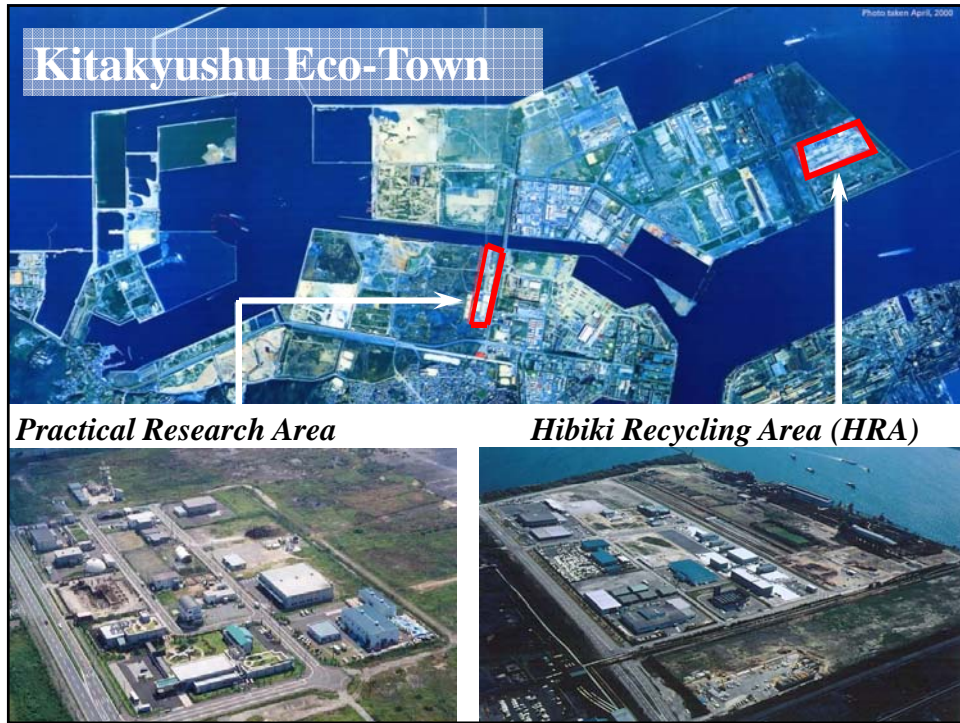 Photo taken April, 2000
Kitakyushu Eco-Town
Practical Research Area
Hibiki Recycling Area (HRA)